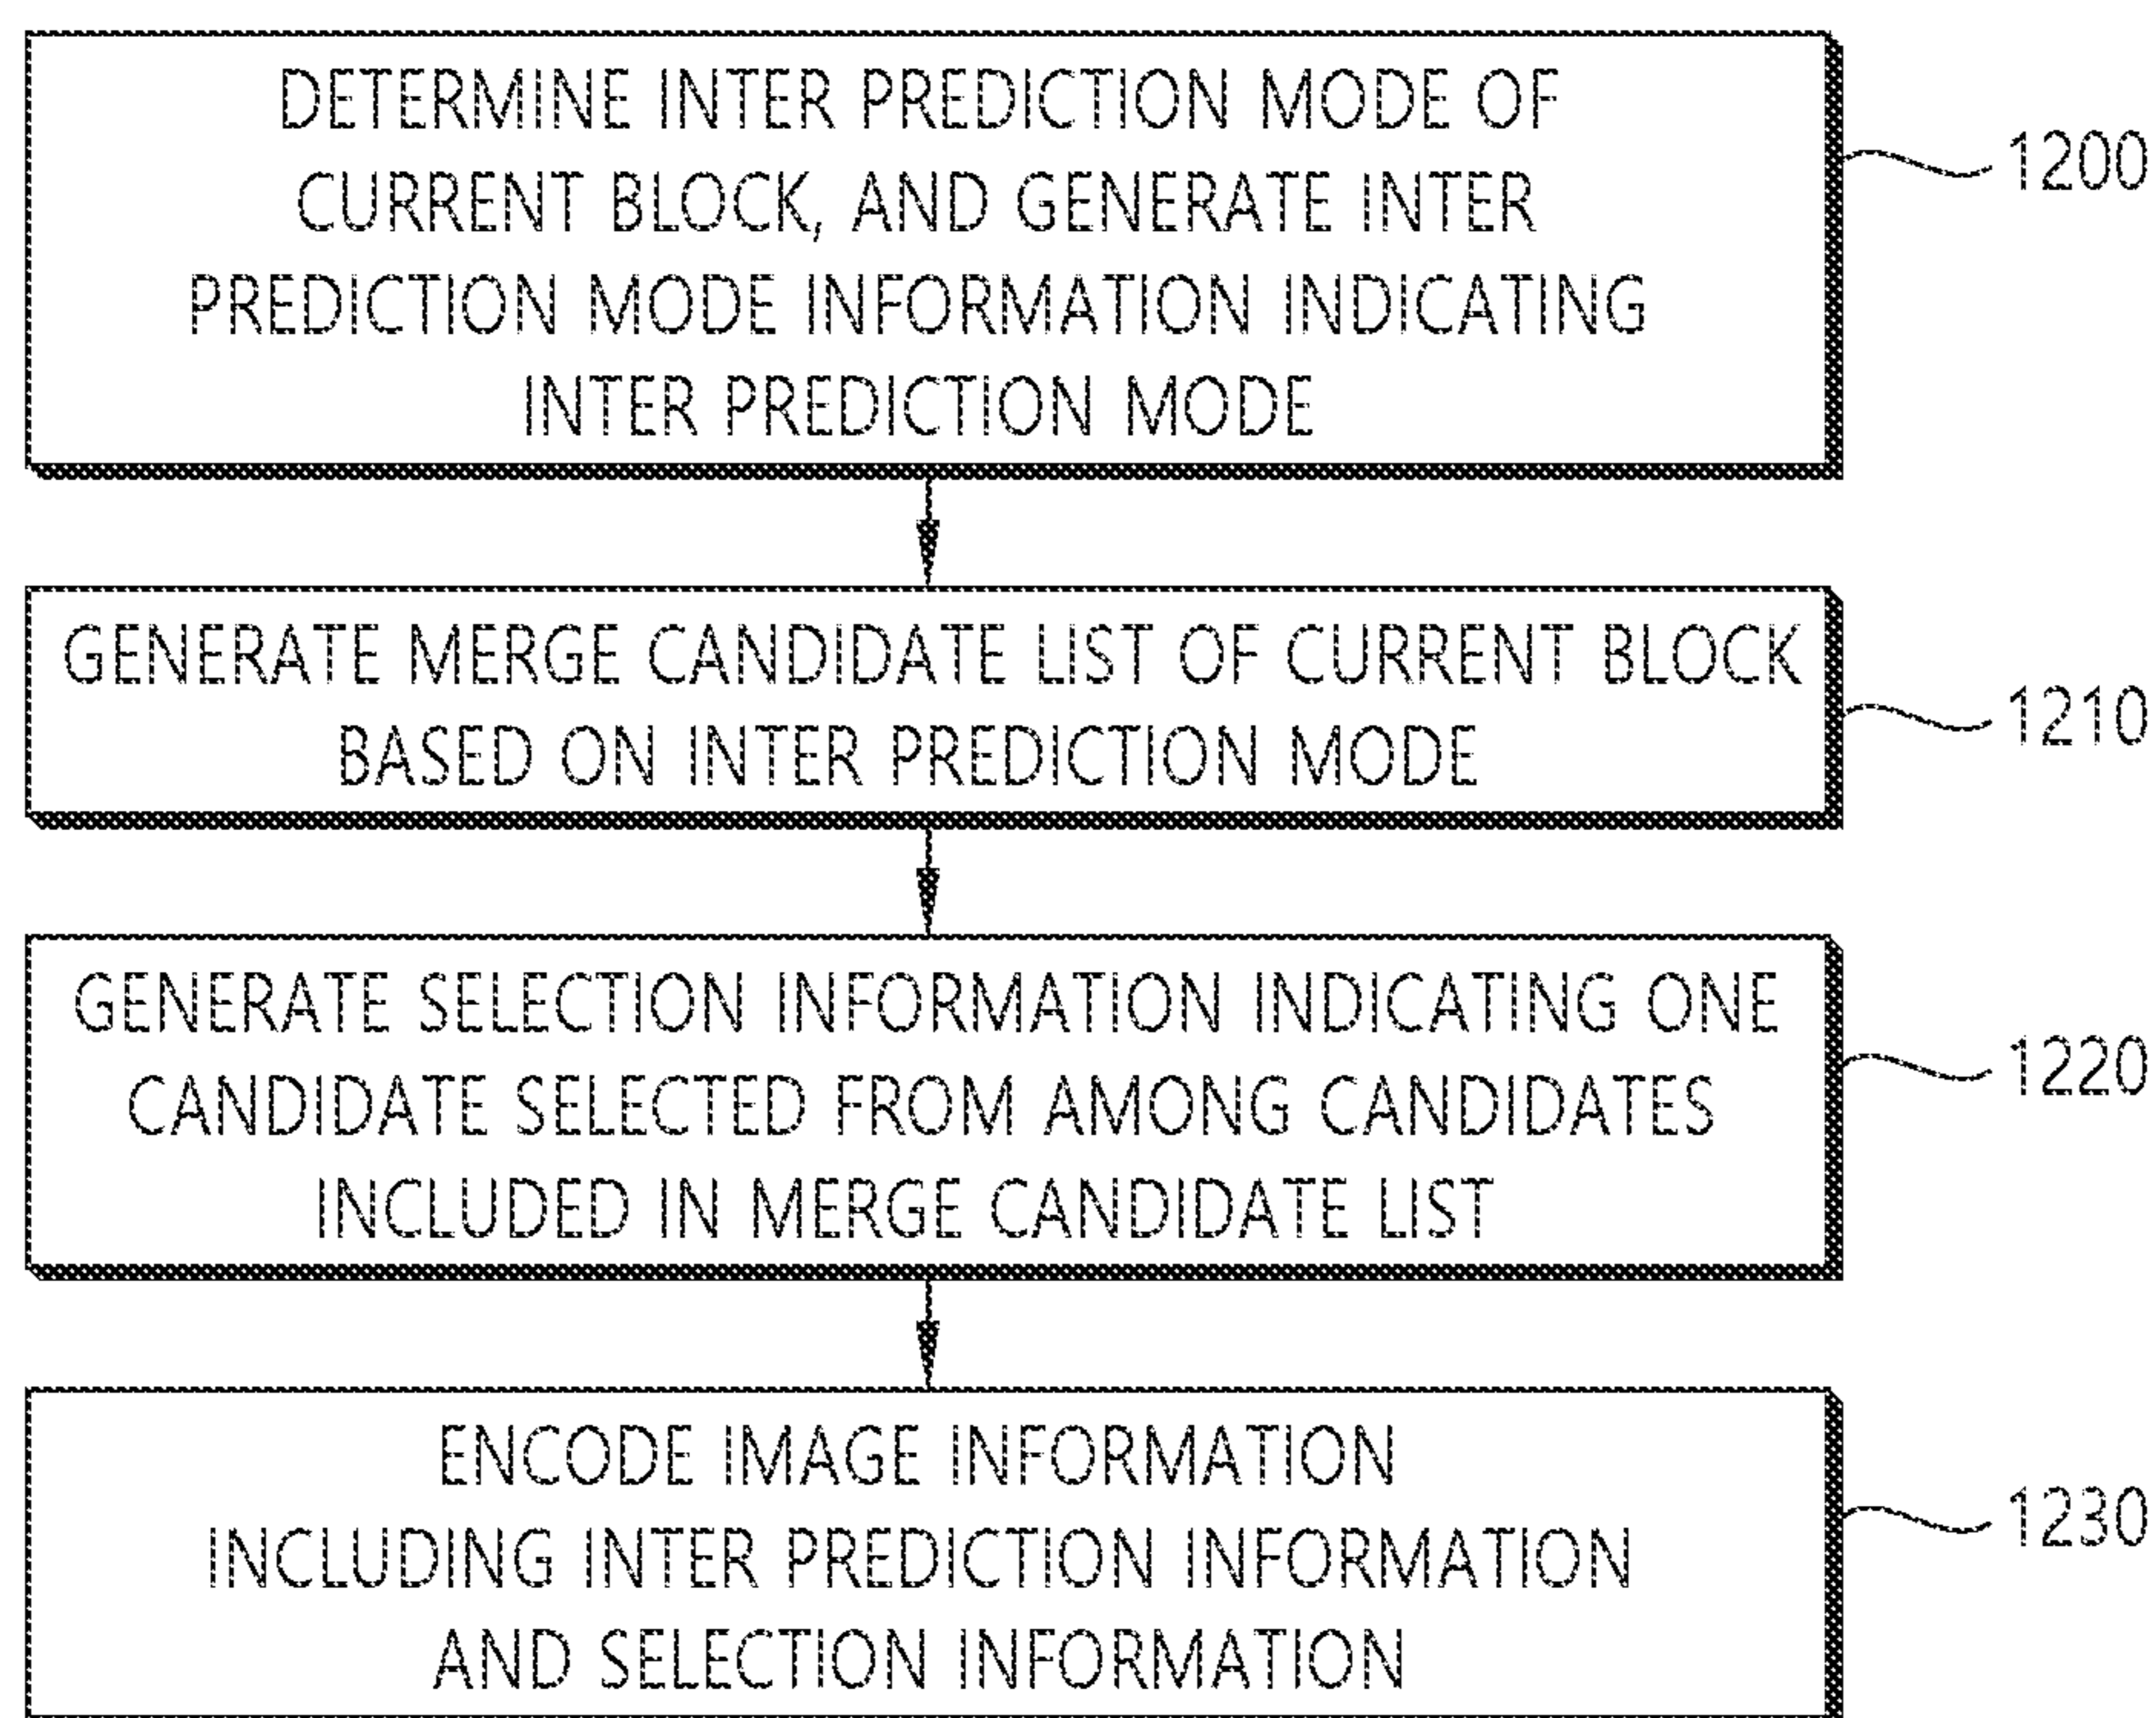 DETERMINE INTER PREDICTION MODE OF
CURRENT BLOCK, AND GENERATE INTER
PREDICTION MODE INFORMATION INDICATING
INTER PREDICTION MODE
1200
GENERATE MERGE CANDIDATE LIST OF CURRENT BLOCK
BASED ON INTER PREDICTION MODE
1210
GENERATE SELECTION INFORMATION INDICATING ONE
CANDIDATE SELECTED FROM AMONG CANDIDATES
INCLUDED IN MERGE CANDIDATE LIST
1220
ENCODE IMAGE INFORMATION
INCLUDING INTER PREDICTION INFORMATION
AND SELECTION INFORMATION
1230